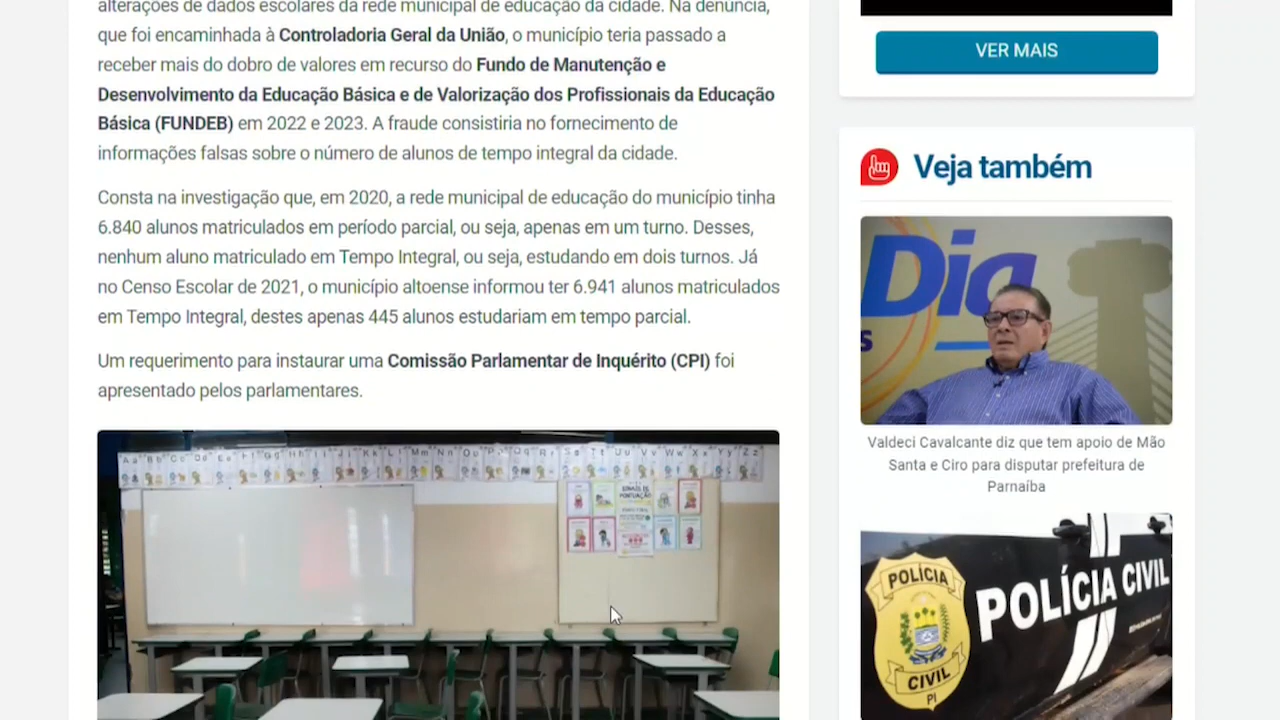 alterações de dados escolares da rede municipal de educação da cidade. Na denúncia,
que foi encaminhada à Controladoria Geral da União, o município teria passado a
receber mais do dobro de valores em recurso do Fundo de Manutenção e
Desenvolvimento da Educação Básica e de Valorização dos Profissionais da Educação
Básica (FUNDEB) em 2022 e 2023. A fraude consistiria no fornecimento de
informações falsas sobre o número de alunos de tempo integral da cidade.
Consta na investigação que, em 2020, a rede municipal de educação do município tinha
6.840 alunos matriculados em período parcial, ou seja, apenas em um turno. Desses,
nenhum aluno matriculado em Tempo Integral, ou seja, estudando em dois turnos. Já
no Censo Escolar de 2021, o município altoense informou ter 6.941 alunos matriculados
em Tempo Integral, destes apenas 445 alunos estudariam em tempo parcial.
Um requerimento para instaurar uma Comissão Parlamentar de Inquérito (CPI) foi
apresentado pelos parlamentares.
SINAIS DE
PONTUAÇÃO
VER MAIS
Veja também
Dia
Valdeci Cavalcante diz que tem apoio de Mão
Santa e Ciro para disputar prefeitura de
Parnaíba
POLÍCIA
CIVIL
PI
POLÍCIA CIVIL